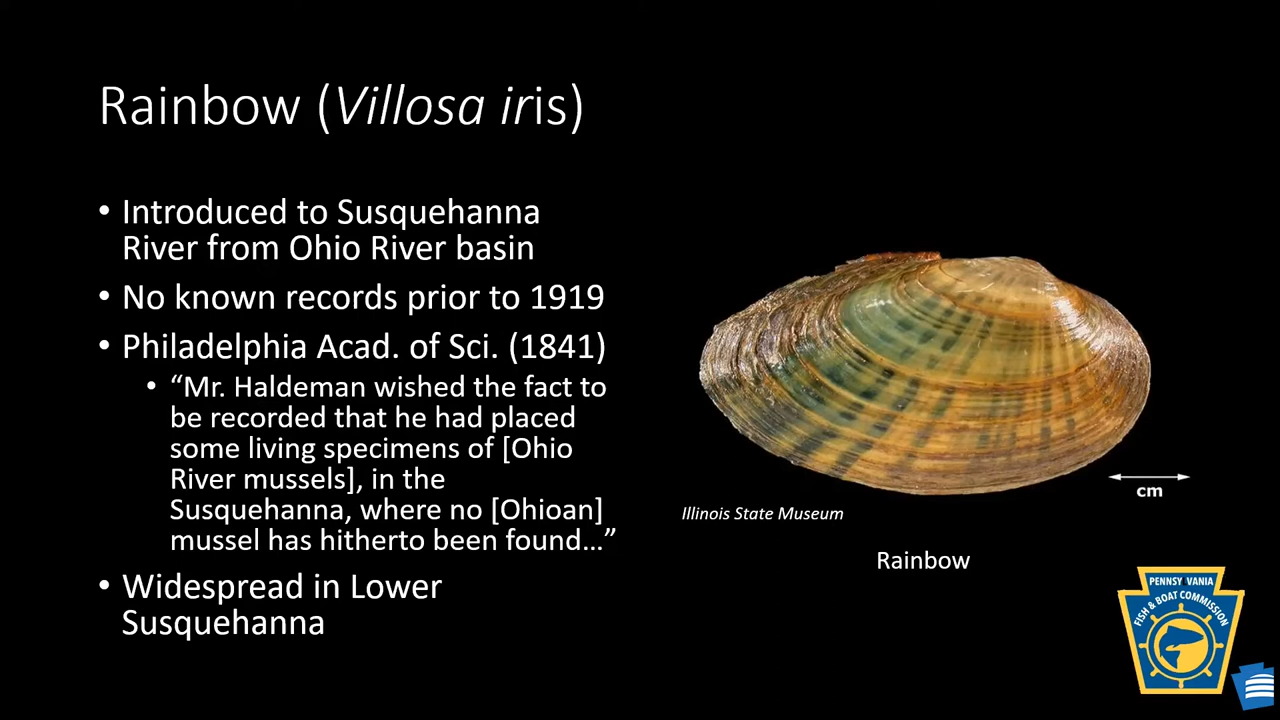 Rainbow (Villosa iris)
• Introduced to Susquehanna
River from Ohio River basin
• No known records prior to 1919
• Philadelphia Acad. of Sci. (1841)
• “Mr. Haldeman wished the fact to
be recorded that he had placed
some living specimens of [Ohio
River mussels], in the
Susquehanna, where no [Ohioan]
mussel has hitherto been found…”
• Widespread in Lower
Susquehanna
cm
Illinois State Museum
Rainbow
PENNSYLVANIA
FISH & BOAT COMMISSION